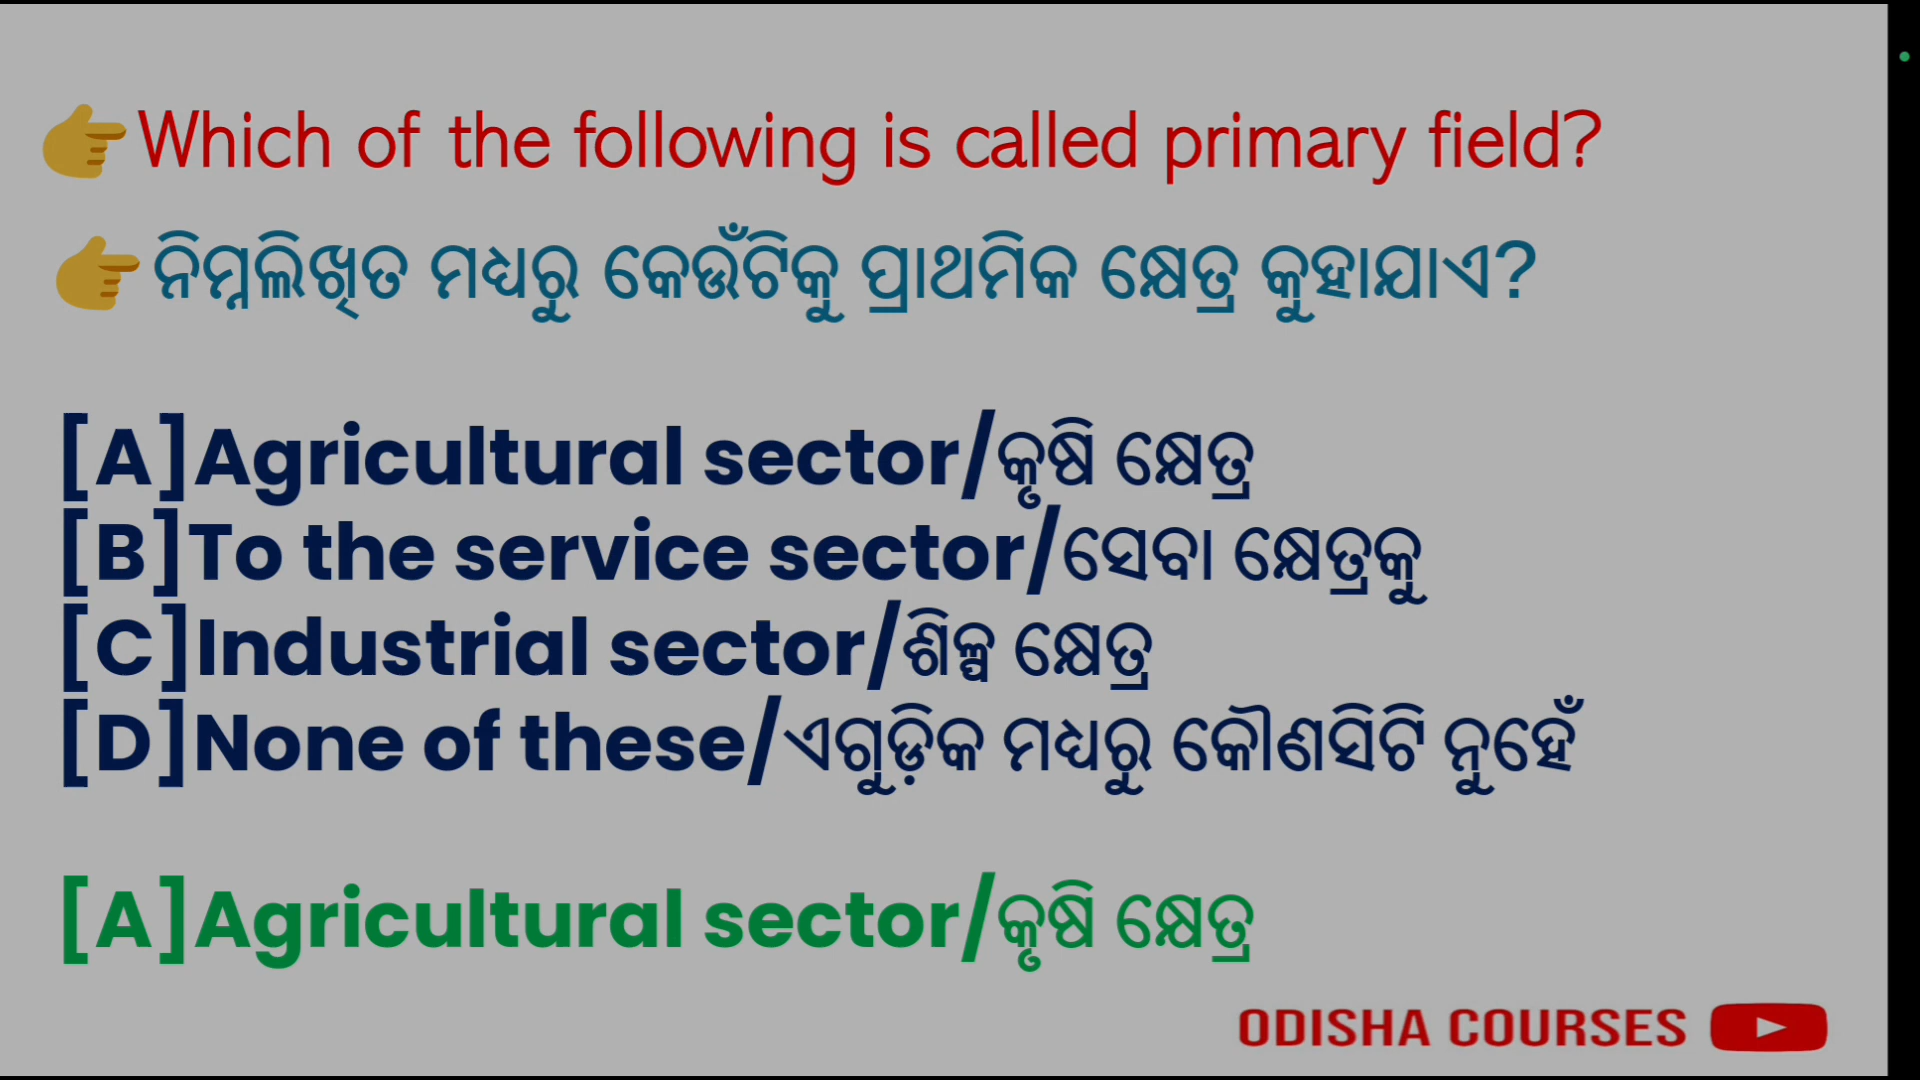 Which of the following is called primary field?
ନିମ୍ନଲିଖିତ ମଧ୍ୟରୁ କେଉଁଟିକୁ ପ୍ରାଥମିକ କ୍ଷେତ୍ର କୁହାଯାଏ?
[A]Agricultural sector/କୃଷି କ୍ଷେତ୍ର
[B]To the service sector/ସେବା କ୍ଷେତ୍ରକୁ
[C]Industrial sector/ଶିଳ୍ପ କ୍ଷେତ୍ର
[D]None of these/ଏଗୁଡ଼ିକ ମଧ୍ୟରୁ କୌଣସିଟି ନୁହେଁ
[A]Agricultural sector/କୃଷି କ୍ଷେତ୍ର
ODISHA COURSES